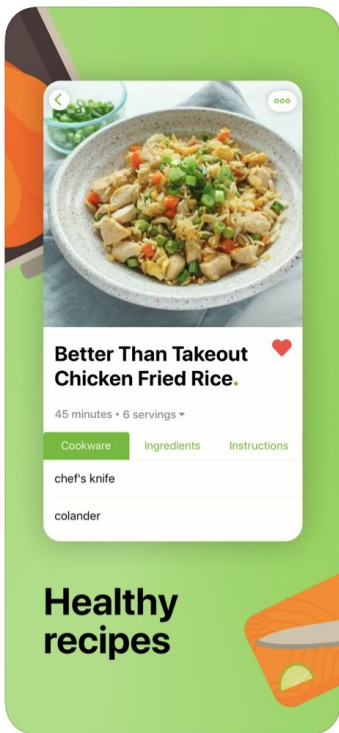 Better Than Takeout
Chicken Fried Rice.
45 minutes • 6 servings
Cookware
Ingredients
Instructions
chef's knife
colander
Healthy
recipes